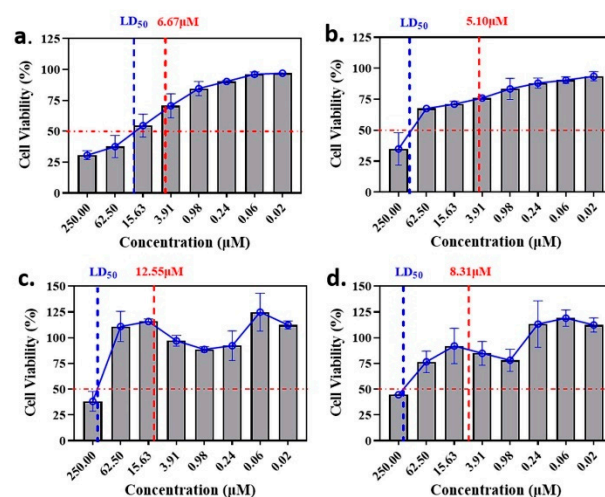 LD50 6.67μM
a.
Cell Viability (%)
125
100
75
50
25
0
250.00 62.50 15.63 3.91 0.98 0.24 0.06 0.02
Concentration (μM)
LD50 5.10μM
b.
Cell Viability (%)
125
100
75
50
25
0
250.00 62.50 15.63 3.91 0.98 0.24 0.06 0.02
Concentration (μM)
LD50 12.55μM
c.
Cell Viability (%)
150
125
100
75
50
25
0
250.00 62.50 15.63 3.91 0.98 0.24 0.06 0.02
Concentration (μM)
LD50 8.31μM
d.
Cell Viability (%)
150
125
100
75
50
25
0
250.00 62.50 15.63 3.91 0.98 0.24 0.06 0.02
Concentration (μM)